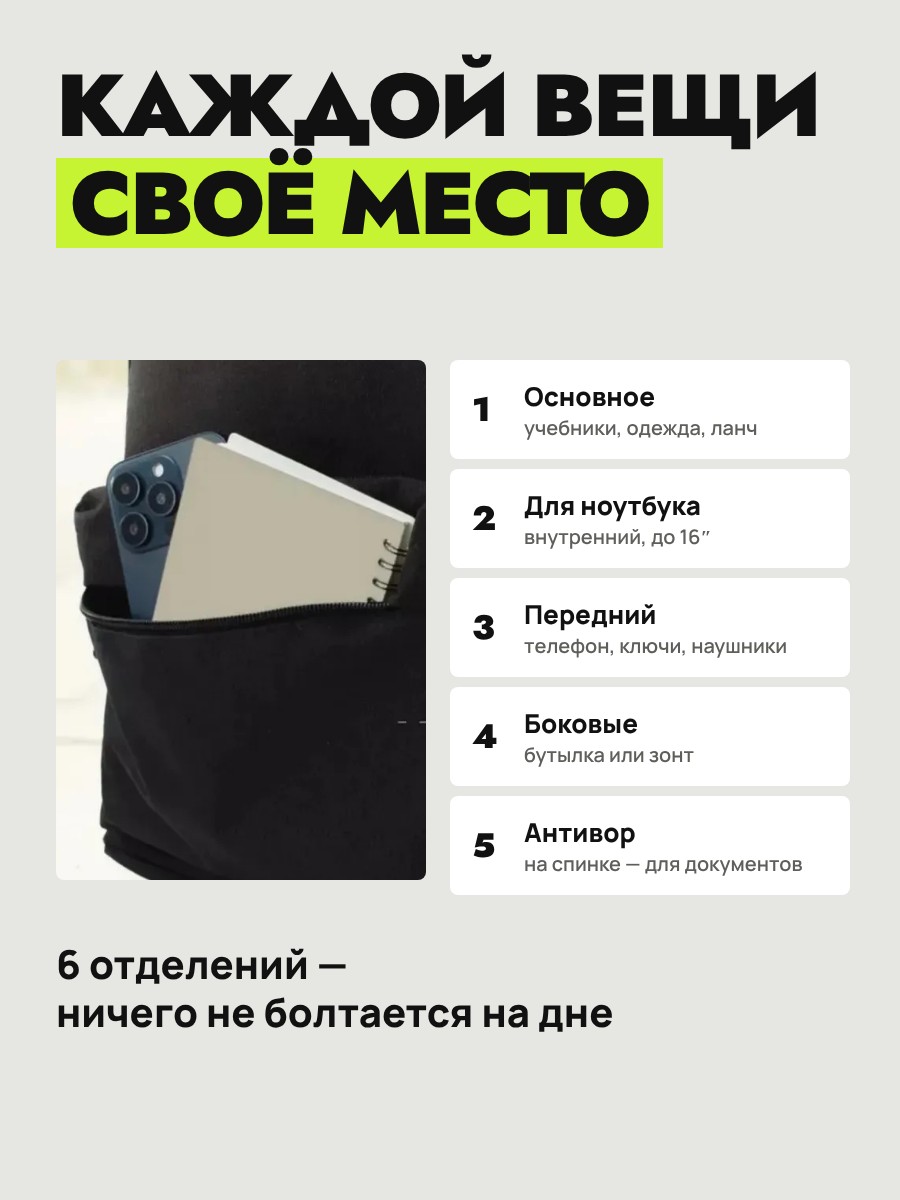 КАЖДОЙ ВЕЩИ
СВОЁ МЕСТО
1
Основное
учебники, одежда, ланч
2
Для ноутбука
внутренний, до 16″
3
Передний
телефон, ключи, наушники
4
Боковые
бутылка или зонт
5
Антивор
на спинке — для документов
6 отделений —
ничего не болтается на дне